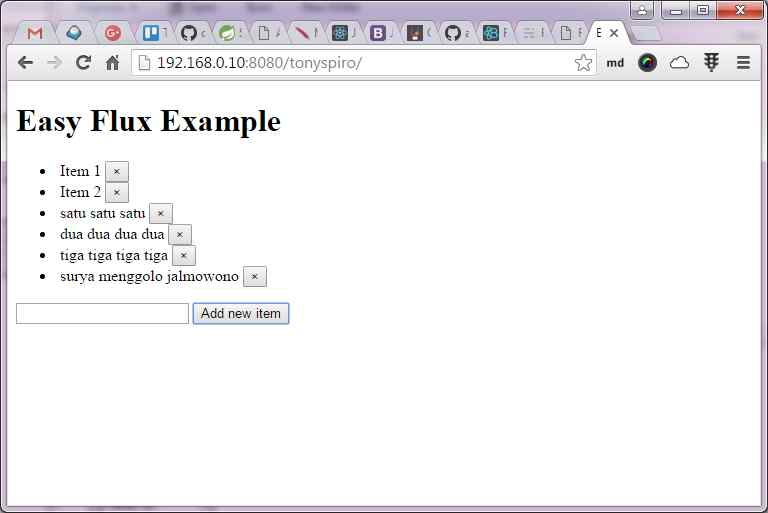 192.168.0.10:8080/tonyspiro/
md
Easy Flux Example
Item 1 ×
Item 2 ×
satu satu satu ×
dua dua dua dua ×
tiga tiga tiga tiga ×
surya menggolo jalmowono ×
Add new item